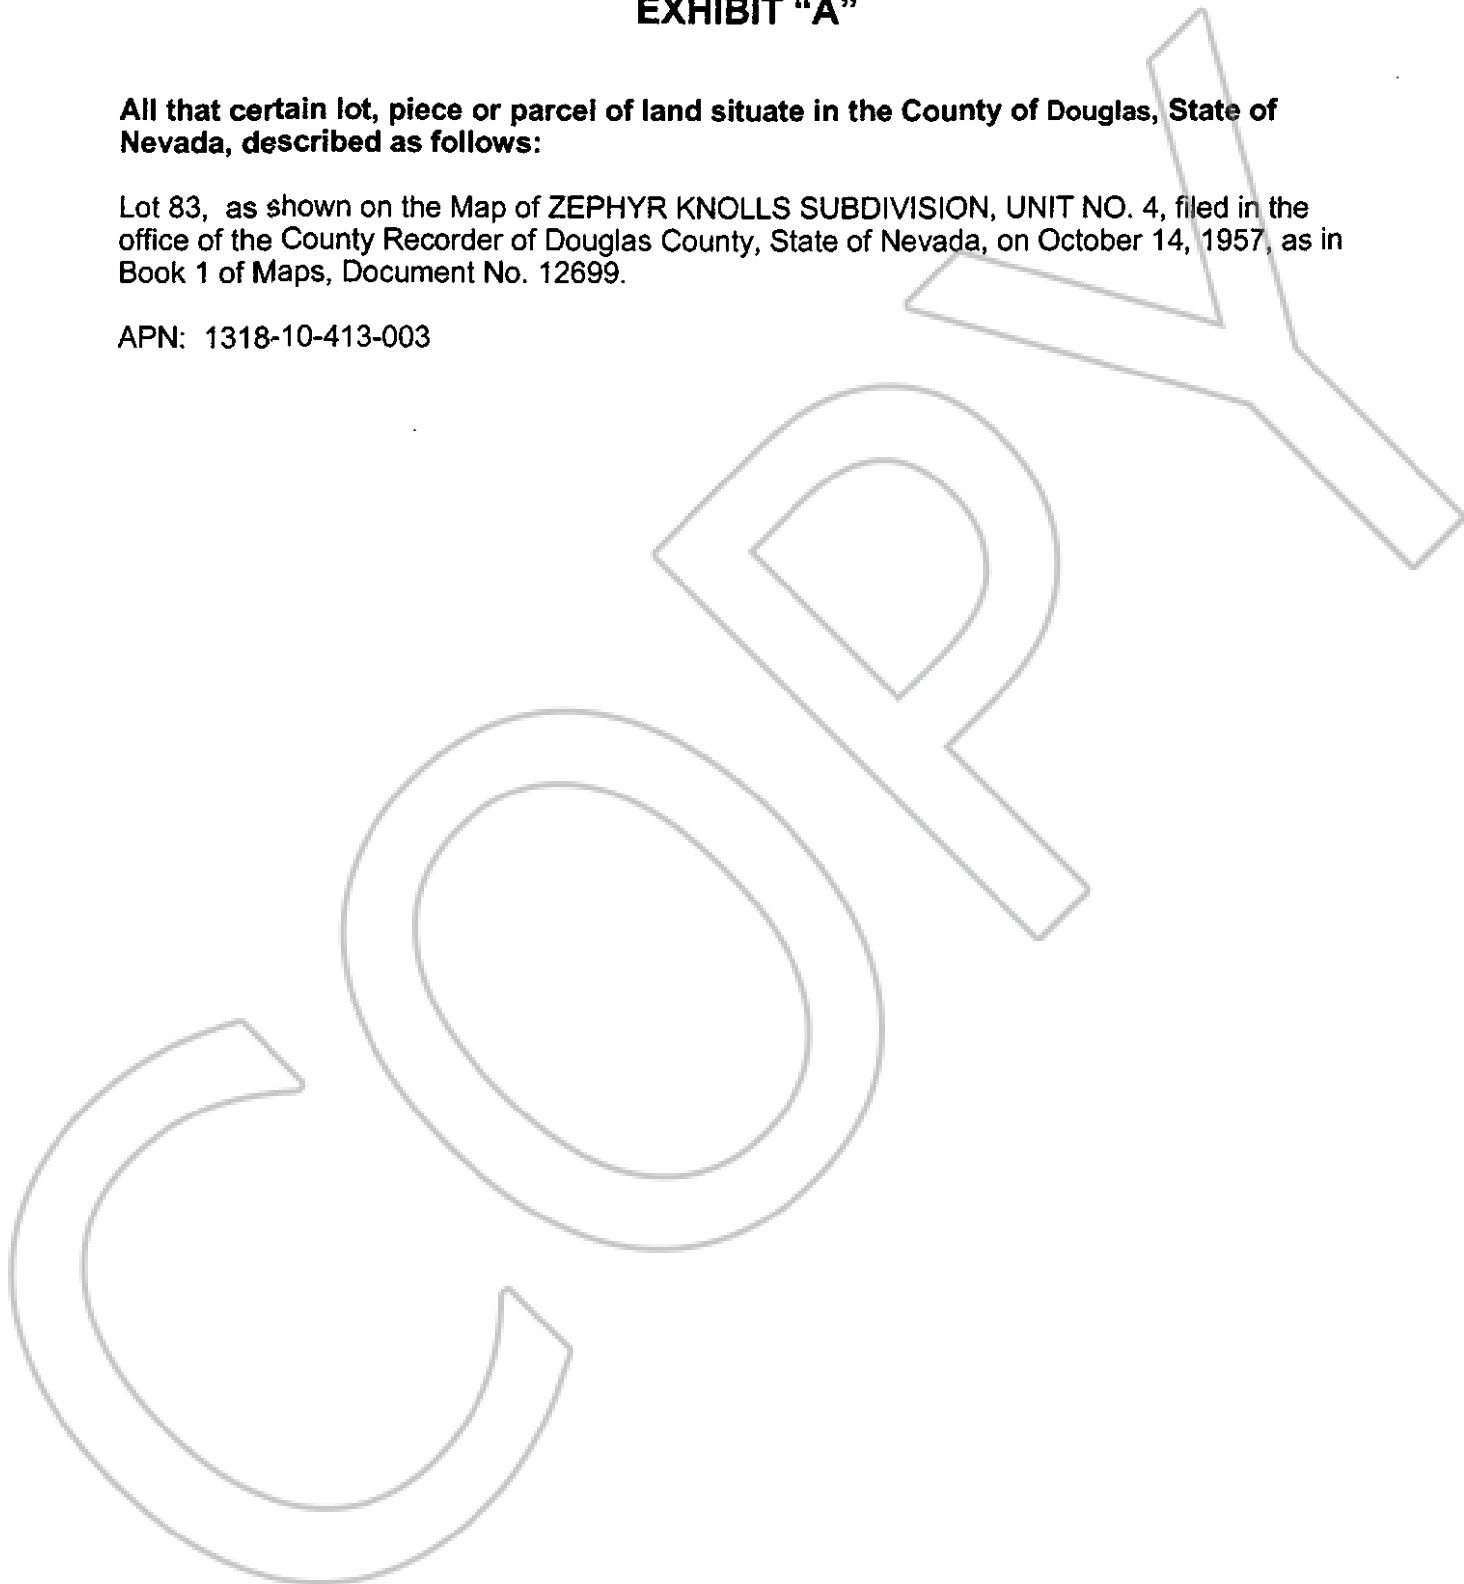 EXHIBIT “A”
All that certain lot, piece or parcel of land situate in the County of Douglas, State of
Nevada, described as follows:
Lot 83, as shown on the Map of ZEPHYR KNOLLS SUBDIVISION, UNIT NO. 4, filed in the
office of the County Recorder of Douglas County, State of Nevada, on October 14, 1957, as in
Book 1 of Maps, Document No. 12699.
APN: 1318-10-413-003
COPY